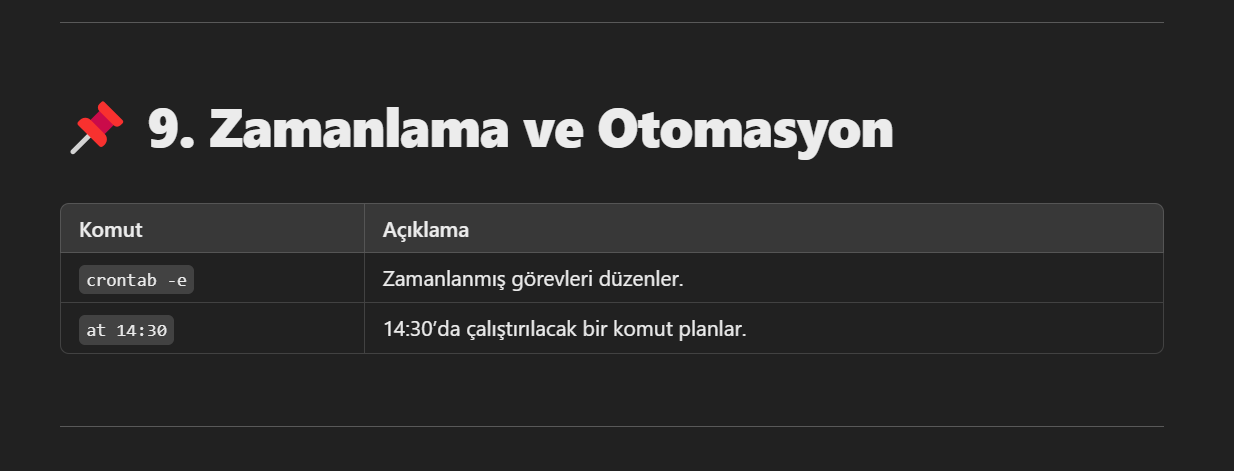 📌 9. Zamanlama ve Otomasyon
Komut Açıklama
crontab -e Zamanlanmış görevleri düzenler.
at 14:30 14:30’da çalıştırılacak bir komut planlar.